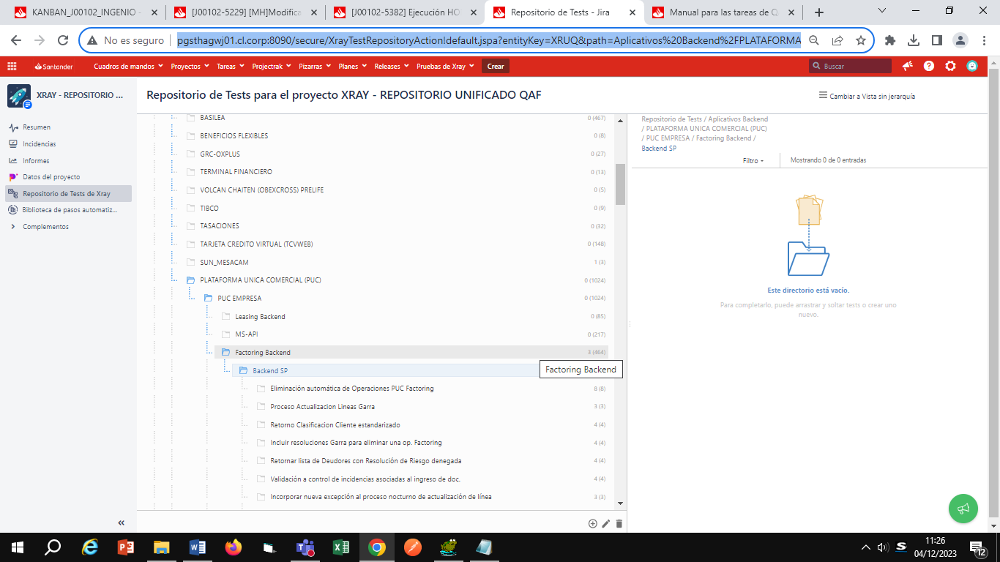 KANBAN_J00102_INGENIO -
[J00102-5229] [MH]Modifica
[J00102-5382] Ejecución HO
Repositorio de Tests - Jira
Manual para las tareas de Q
No es seguro
pgsthagwj01.cl.corp:8090/secure/XrayTestRepositoryAction!default.jspa?entityKey=XRUQ&path=Aplicativos%20Backend%2FPLATAFORMA
Santander
Cuadros de mandos
Proyectos
Tareas
Projectrak
Pizarras
Planes
Releases
Pruebas de Xray
Crear
Buscar
XRAY - REPOSITORIO ...
Resumen
Incidencias
Informes
Datos del proyecto
Repositorio de Tests de Xray
Biblioteca de pasos automatiz...
Complementos
Repositorio de Tests para el proyecto XRAY - REPOSITORIO UNIFICADO QAF
Cambiar a Vista sin jerarquía
BASILEA 0 (467)
BENEFICIOS FLEXIBLES 0 (8)
GRC-OXPLUS 0 (27)
TERMINAL FINANCIERO 0 (13)
VOLCAN CHAITEN (OBEXCROSS) PRELIFE 0 (5)
TIBCO 0 (9)
TASACIONES 0 (32)
TARJETA CREDITO VIRTUAL (TCVWEB) 0 (148)
SUN_MESACAM 1 (3)
PLATAFORMA UNICA COMERCIAL (PUC) 0 (1024)
PUC EMPRESA 0 (1024)
Leasing Backend 0 (85)
MS-API 0 (217)
Factoring Backend 3 (464)
Backend SP
Factoring Backend
Eliminación automática de Operaciones PUC Factoring 8 (8)
Proceso Actualizacion Lineas Garra 3 (3)
Retorno Clasificacion Cliente estandarizado 4 (4)
Incluir resoluciones Garra para eliminar una op. Factoring 4 (4)
Retornar lista de Deudores con Resolución de Riesgo denegada 4 (4)
Validación a control de incidencias asociadas al ingreso de doc. 4 (4)
Incorporar nueva excepción al proceso nocturno de actualización de línea 3 (3)
Repositorio de Tests / Aplicativos Backend
/ PLATAFORMA UNICA COMERCIAL (PUC)
/ PUC EMPRESA / Factoring Backend /
Backend SP
Filtro
Mostrando 0 de 0 entradas
Este directorio está vacío.
Para completarlo, puede arrastrar y soltar tests o crear uno
nuevo.
11:26
04/12/2023
12